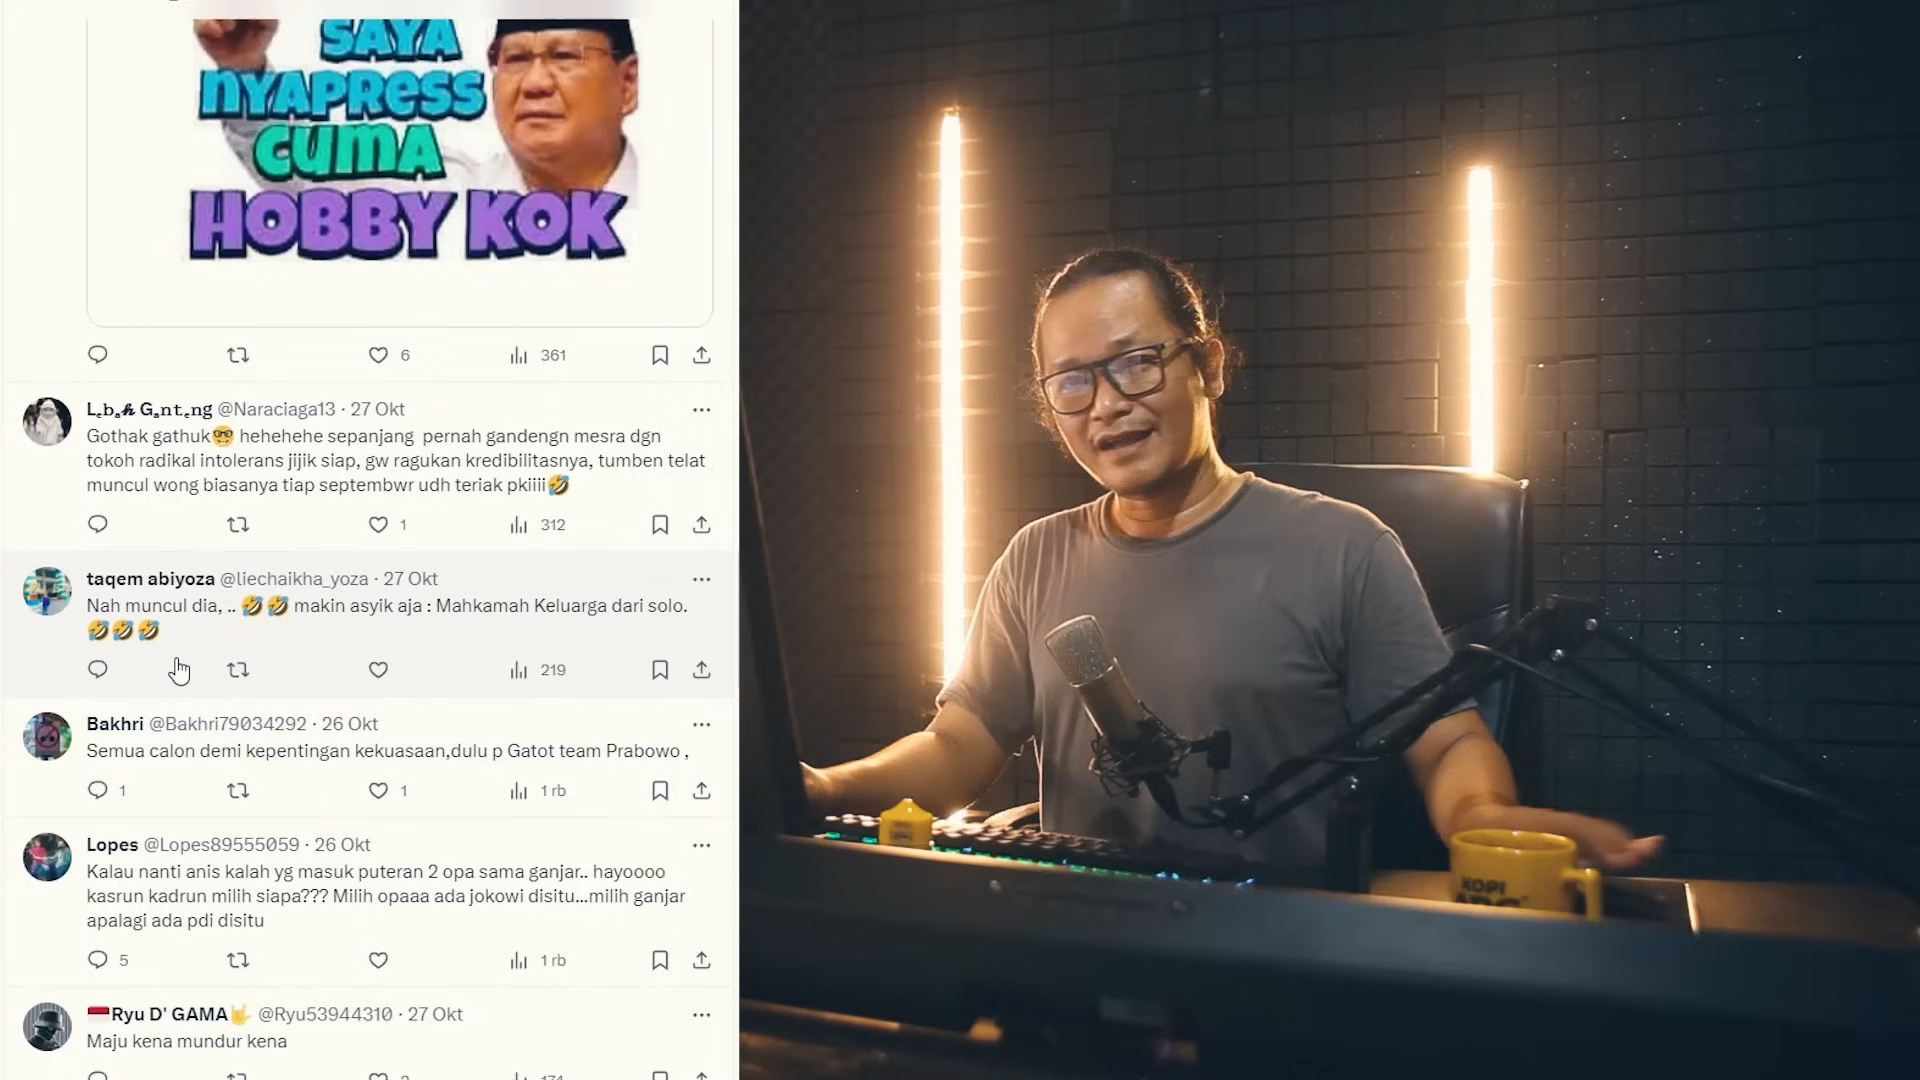 SAYA
NYAPRESS
CUMA
HOBBY KOK
6
361
Lebah Ganteng @Naraciaga13 · 27 Okt
Gothak gathuk🤓 hehehehe sepanjang  pernah gandengn mesra dgn
tokoh radikal intolerans jijik siap, gw ragukan kredibilitasnya, tumben telat
muncul wong biasanya tiap septembwr udh teriak pkiiii🤣
1
312
taqem abiyoza @liechaikha_yoza · 27 Okt
Nah muncul dia, .. 🤣🤣 makin asyik aja : Mahkamah Keluarga dari solo.
🤣🤣🤣
219
Bakhri @Bakhri79034292 · 26 Okt
Semua calon demi kepentingan kekuasaan,dulu p Gatot team Prabowo ,
1
1
1 rb
Lopes @Lopes89555059 · 26 Okt
Kalau nanti anis kalah yg masuk puteran 2 opa sama ganjar.. hayoooo
kasrun kadrun milih siapa??? Milih opaaa ada jokowi disitu...milih ganjar
apalagi ada pdi disitu
5
1 rb
🇮🇩Ryu D' GAMA🤟 @Ryu53944310 · 27 Okt
Maju kena mundur kena
KOPI
ABC